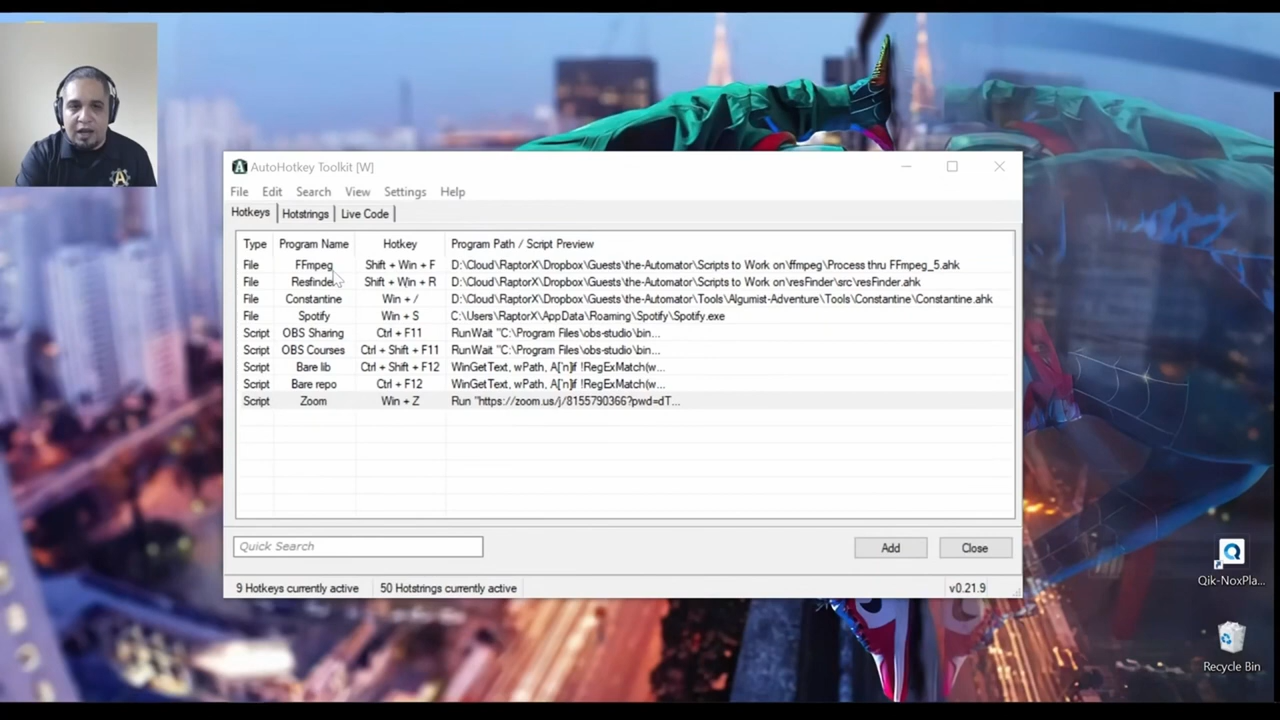 AutoHotkey Toolkit [W]
File Edit Search View Settings Help
Hotkeys Hotstrings Live Code
Type Program Name Hotkey Program Path / Script Preview
File FFmpeg Shift + Win + F D:\Cloud\RaptorX\Dropbox\Guests\the-Automator\Scripts to Work on\ffmpeg\Process thru FFmpeg_5.ahk
File Resfinder Shift + Win + R D:\Cloud\RaptorX\Dropbox\Guests\the-Automator\Scripts to Work on\resFinder\src\resFinder.ahk
File Constantine Win + / D:\Cloud\RaptorX\Dropbox\Guests\the-Automator\Tools\Algumist-Adventure\Tools\Constantine\Constantine.ahk
File Spotify Win + S C:\Users\RaptorX\AppData\Roaming\Spotify\Spotify.exe
Script OBS Sharing Ctrl + F11 RunWait "C:\Program Files\obs-studio\bin...
Script OBS Courses Ctrl + Shift + F11 RunWait "C:\Program Files\obs-studio\bin...
Script Bare lib Ctrl + Shift + F12 WinGetText, wPath, A[`n]if !RegExMatch(w...
Script Bare repo Ctrl + F12 WinGetText, wPath, A[`n]if !RegExMatch(w...
Script Zoom Win + Z Run "https://zoom.us/j/8155790366?pwd=dT...
Quick Search Add Close
9 Hotkeys currently active 50 Hotstrings currently active v0.21.9
Qik-NoxPla...
Recycle Bin